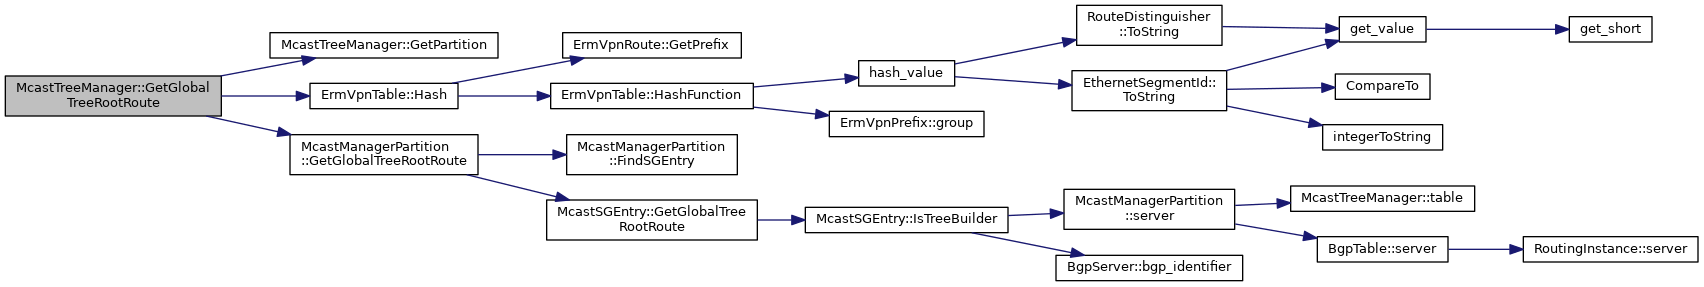 McastTreeManager::GetGlobal
TreeRootRoute
McastTreeManager::GetPartition
ErmVpnTable::Hash
McastManagerPartition
::GetGlobalTreeRootRoute
ErmVpnRoute::GetPrefix
ErmVpnTable::HashFunction
McastManagerPartition
::FindSGEntry
McastSGEntry::GetGlobalTree
RootRoute
hash_value
ErmVpnPrefix::group
McastSGEntry::IsTreeBuilder
RouteDistinguisher
::ToString
EthernetSegmentId::
ToString
McastManagerPartition
::server
BgpServer::bgp_identifier
get_value
CompareTo
integerToString
McastTreeManager::table
BgpTable::server
get_short
RoutingInstance::server